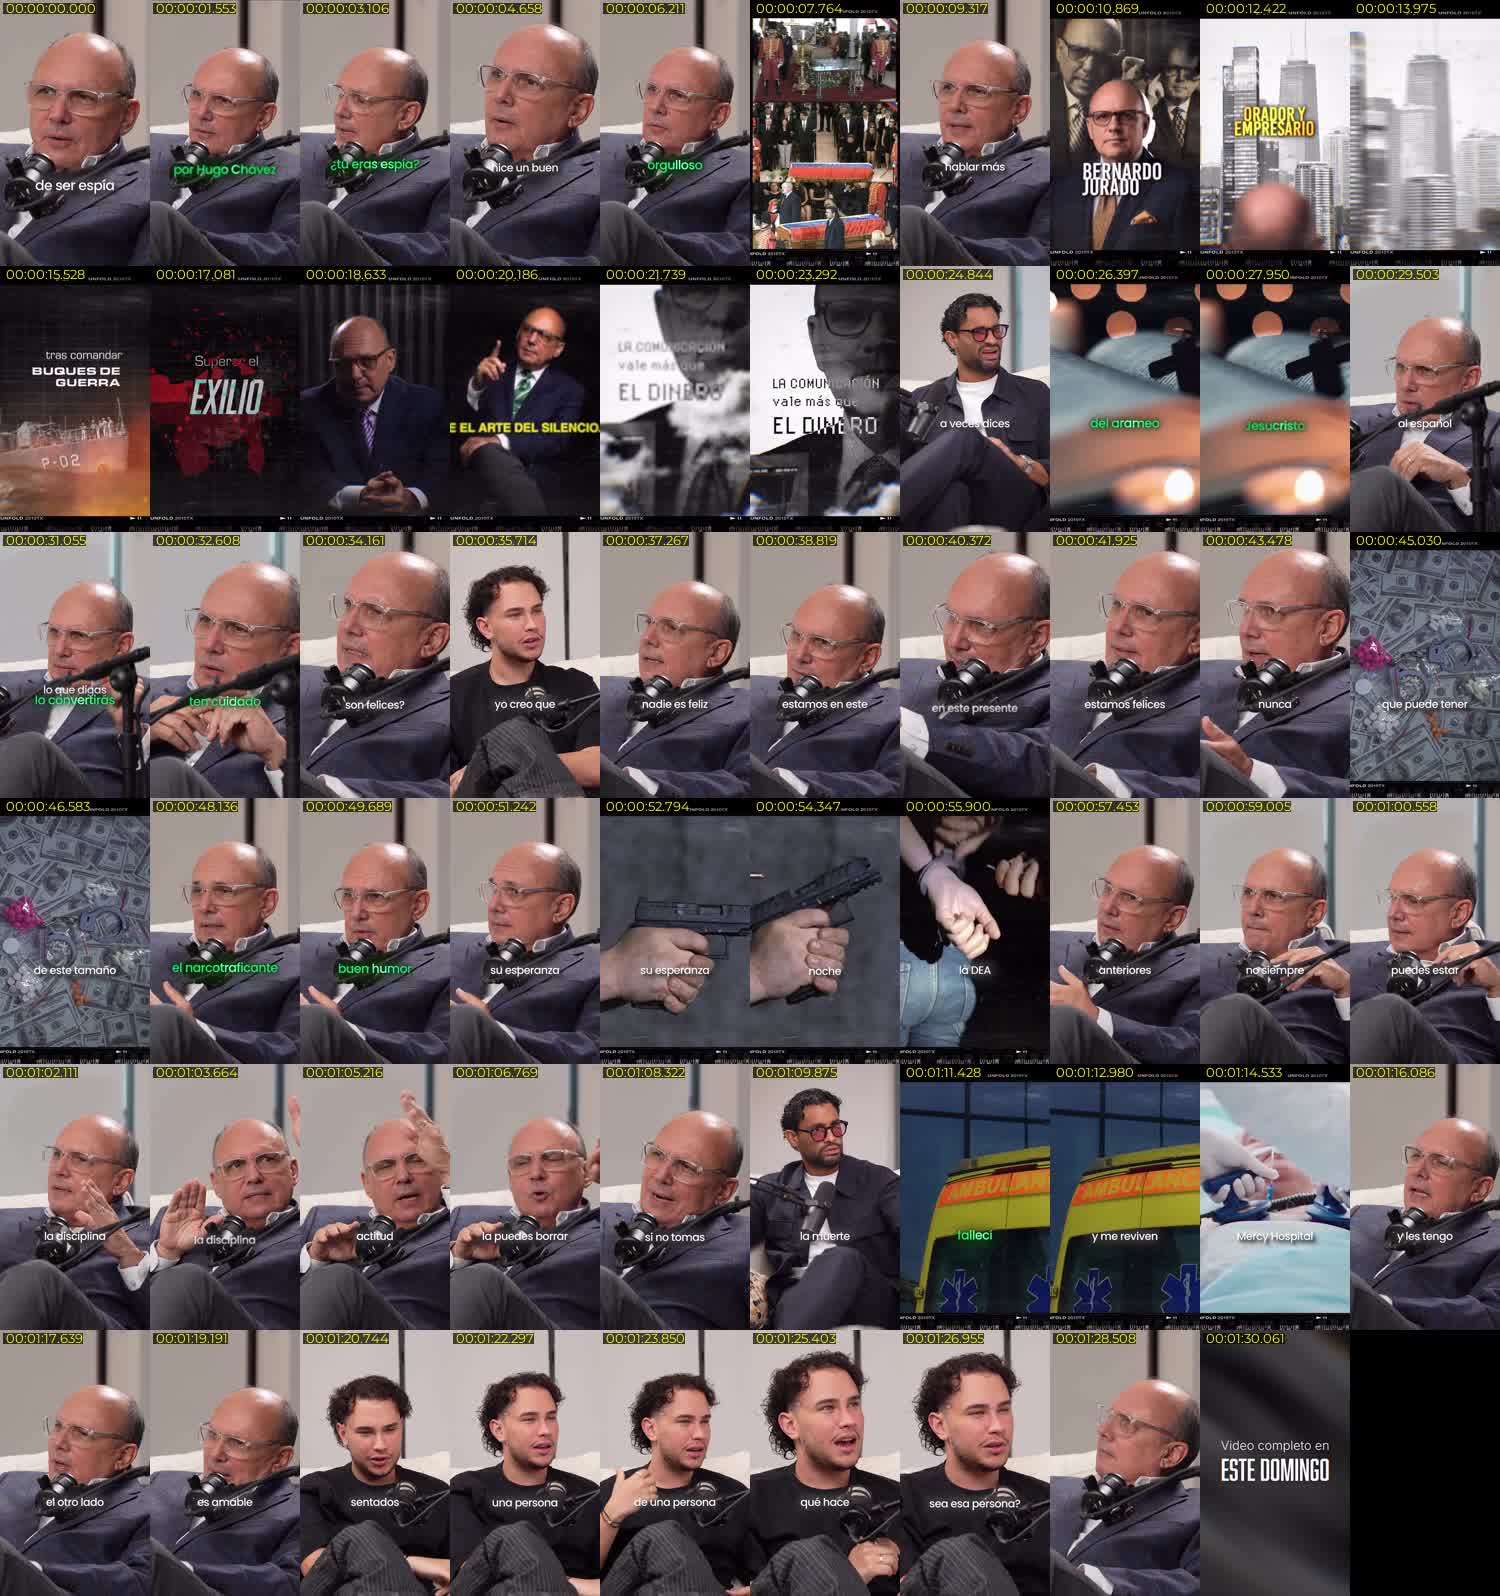 00:00:00.000
de ser espía
00:00:01.553
por Hugo Chávez
00:00:03.106
¿tú eras espía?
00:00:04.658
hice un buen
00:00:06.211
orgulloso
00:00:07.764
00:00:09.317
hablar más
00:00:10.869
BERNARDO
JURADO
00:00:12.422
ORADOR Y
EMPRESARIO
00:00:13.975
00:00:15.528
tras comandar
BUQUES DE
GUERRA
P-02
00:00:17.081
el
EXILIO
00:00:18.633
00:00:20.186
E EL ARTE DEL SILENCIO
00:00:21.739
LA COMUNICACIÓN
vale más que
EL DINERO
00:00:23.292
LA COMUNICACIÓN
vale más que
EL DINERO
00:00:24.844
a veces dices
00:00:26.397
del arameo
00:00:27.950
Jesucristo
00:00:29.503
al español
00:00:31.055
lo que digas
lo convertirás
00:00:32.608
ten cuidado
00:00:34.161
son felices?
00:00:35.714
yo creo que
00:00:37.267
nadie es feliz
00:00:38.819
estamos en este
00:00:40.372
en este presente
00:00:41.925
estamos felices
00:00:43.478
nunca
00:00:45.030
que puede tener
00:00:46.583
de este tamaño
00:00:48.136
el narcotraficante
00:00:49.689
buen humor
00:00:51.242
su esperanza
00:00:52.794
su esperanza
00:00:54.347
noche
00:00:55.900
la DEA
00:00:57.453
anteriores
00:00:59.005
no siempre
00:01:00.558
puedes estar
00:01:02.111
la disciplina
00:01:03.664
la disciplina
00:01:05.216
actitud
00:01:06.769
la puedes borrar
00:01:08.322
si no tomas
00:01:09.875
la muerte
00:01:11.428
AMBULAN
fallecí
00:01:12.980
AMBULANC
y me reviven
00:01:14.533
Mercy Hospital
00:01:16.086
y les tengo
00:01:17.639
el otro lado
00:01:19.191
es amable
00:01:20.744
sentados
00:01:22.297
una persona
00:01:23.850
de una persona
00:01:25.403
qué hace
00:01:26.955
sea esa persona?
00:01:28.508
00:01:30.061
Video completo en
ESTE DOMINGO